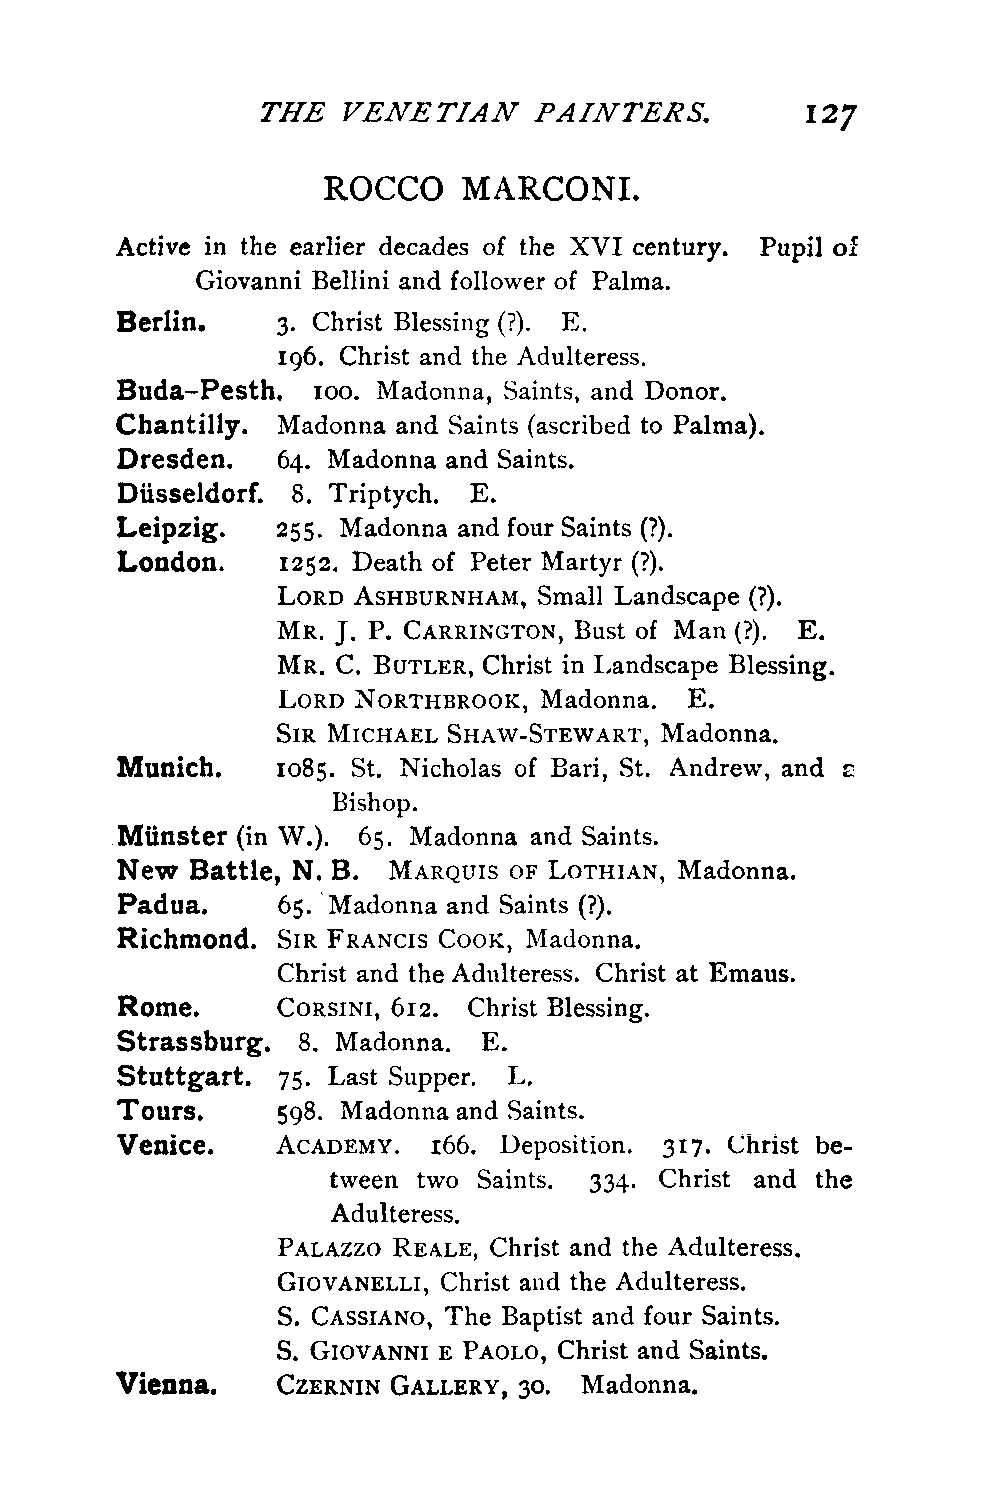 THE VENETIAN PAINTERS. 127
ROCCO MARCONI.
Active in the earlier decades of the XVI century. Pupil of
Giovanni Bellini and follower of Palma.
Berlin. 3. Christ Blessing (?). E.
196. Christ and the Adulteress.
Buda-Pesth. 100. Madonna, Saints, and Donor.
Chantilly. Madonna and Saints (ascribed to Palma).
Dresden. 64. Madonna and Saints.
Düsseldorf. 8. Triptych. E.
Leipzig. 255. Madonna and four Saints (?).
London. 1252. Death of Peter Martyr (?).
LORD ASHBURNHAM, Small Landscape (?).
MR. J. P. CARRINGTON, Bust of Man (?). E.
MR. C. BUTLER, Christ in Landscape Blessing.
LORD NORTHBROOK, Madonna. E.
SIR MICHAEL SHAW-STEWART, Madonna.
Munich. 1085. St. Nicholas of Bari, St. Andrew, and a
Bishop.
Münster (in W.). 65. Madonna and Saints.
New Battle, N. B. MARQUIS OF LOTHIAN, Madonna.
Padua. 65. Madonna and Saints (?).
Richmond. SIR FRANCIS COOK, Madonna.
Christ and the Adulteress. Christ at Emaus.
Rome. CORSINI, 612. Christ Blessing.
Strassburg. 8. Madonna. E.
Stuttgart. 75. Last Supper. L.
Tours. 598. Madonna and Saints.
Venice. ACADEMY. 166. Deposition. 317. Christ be-
tween two Saints. 334. Christ and the
Adulteress.
PALAZZO REALE, Christ and the Adulteress.
GIOVANELLI, Christ and the Adulteress.
S. CASSIANO, The Baptist and four Saints.
S. GIOVANNI E PAOLO, Christ and Saints.
Vienna. CZERNIN GALLERY, 30. Madonna.